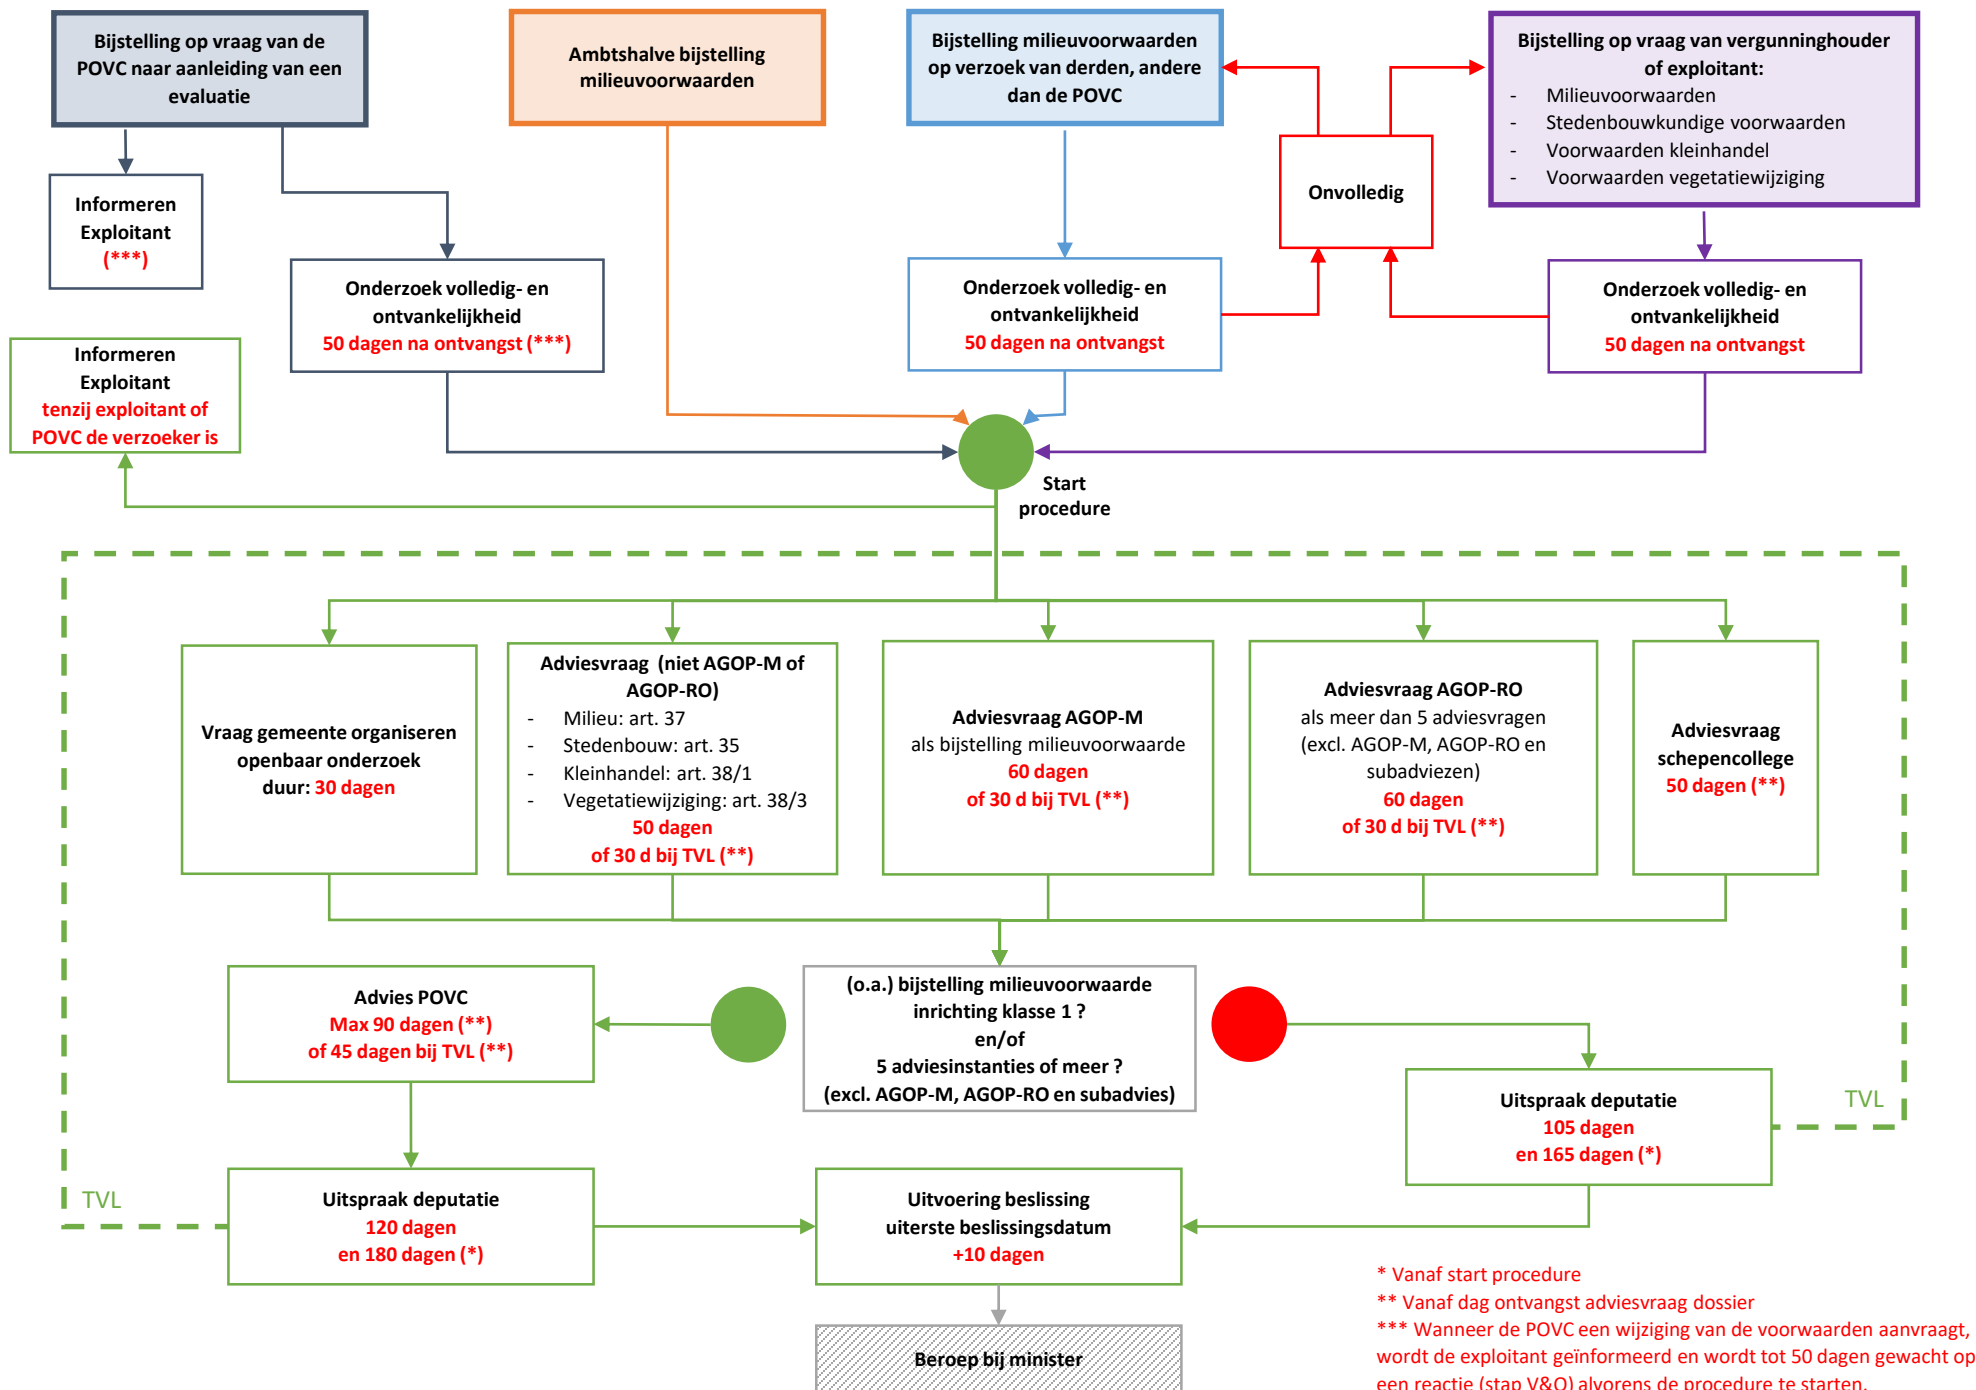 Bijstelling op vraag van de
POVC naar aanleiding van een
evaluatie
Ambtshalve bijstelling
milieuvoorwaarden
Bijstelling milieuvoorwaarden
op verzoek van derden, andere
dan de POVC
Bijstelling op vraag van vergunninghouder
of exploitant:
- Milieuvoorwaarden
- Stedenbouwkundige voorwaarden
- Voorwaarden kleinhandel
- Voorwaarden vegetatiewijziging
Onvolledig
Informeren
Exploitant
(***)
Onderzoek volledig- en
ontvankelijkheid
50 dagen na ontvangst (***)
Onderzoek volledig- en
ontvankelijkheid
50 dagen na ontvangst
Onderzoek volledig- en
ontvankelijkheid
50 dagen na ontvangst
Informeren
Exploitant
tenzij exploitant of
POVC de verzoeker is
Start
procedure
Vraag gemeente organiseren
openbaar onderzoek
duur: 30 dagen
Adviesvraag (niet AGOP-M of
AGOP-RO)
- Milieu: art. 37
- Stedenbouw: art. 35
- Kleinhandel: art. 38/1
- Vegetatiewijziging: art. 38/3
50 dagen
of 30 d bij TVL (**)
Adviesvraag AGOP-M
als bijstelling milieuvoorwaarde
60 dagen
of 30 d bij TVL (**)
Adviesvraag AGOP-RO
als meer dan 5 adviesvragen
(excl. AGOP-M, AGOP-RO en
subadviezen)
60 dagen
of 30 d bij TVL (**)
Adviesvraag
schepencollege
50 dagen (**)
Advies POVC
Max 90 dagen (**)
of 45 dagen bij TVL (**)
(o.a.) bijstelling milieuvoorwaarde
inrichting klasse 1 ?
en/of
5 adviesinstanties of meer ?
(excl. AGOP-M, AGOP-RO en subadvies)
Uitspraak deputatie
105 dagen
en 165 dagen (*)
TVL
TVL
Uitspraak deputatie
120 dagen
en 180 dagen (*)
Uitvoering beslissing
uiterste beslissingsdatum
+10 dagen
Beroep bij minister
* Vanaf start procedure
** Vanaf dag ontvangst adviesvraag dossier
*** Wanneer de POVC een wijziging van de voorwaarden aanvraagt,
wordt de exploitant geïnformeerd en wordt tot 50 dagen gewacht op
een reactie (stap V&O) alvorens de procedure te starten.